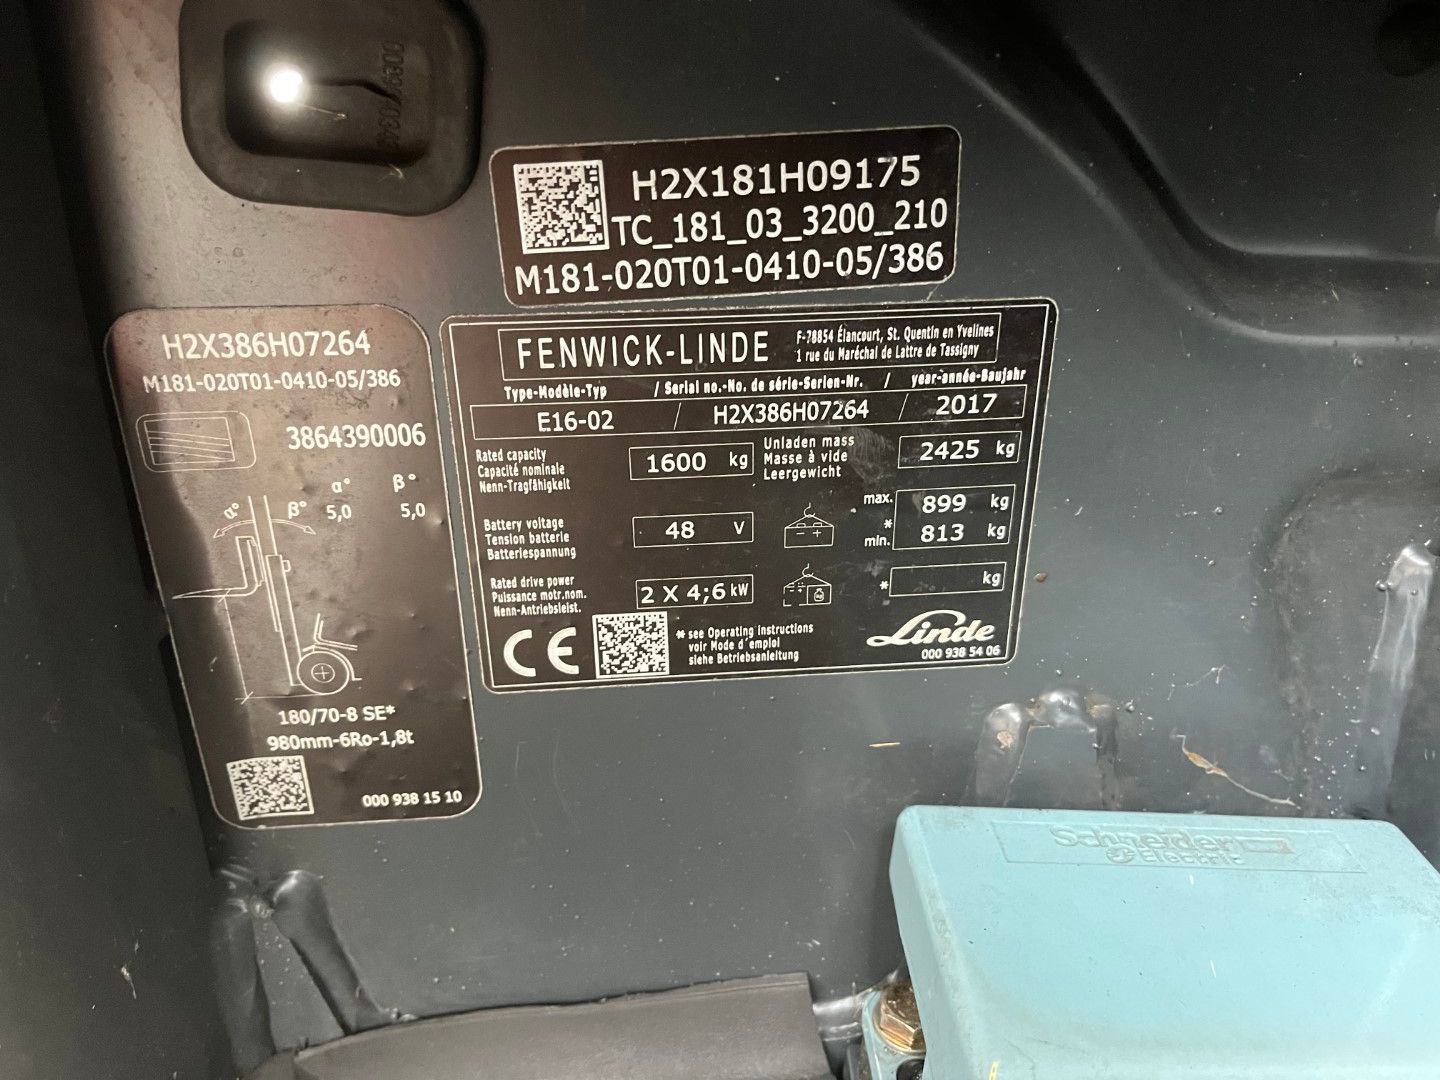 H2X181H09175
TC_181_03_3200_210
M181-020T01-0410-05/386
H2X386H07264
M181-020T01-0410-05/386
3864390006
α° β°
α° β° 5,0 5,0
180/70-8 SE*
980mm-6Ro-1,8t
000 938 15 10
FENWICK-LINDE
F-78854 Élancourt, St. Quentin en Yvelines
1 rue du Maréchal de Lattre de Tassigny
Type-Modèle-Typ / Serial no.-No. de série-Serien-Nr. / year-année-Baujahr
E16-02 / H2X386H07264 / 2017
Rated capacity
Capacité nominale
Nenn-Tragfähigkeit
1600 kg
Unladen mass
Masse à vide
Leergewicht
2425 kg
Battery voltage
Tension batterie
Batteriespannung
48 V
- +
max. 899 kg
*
min. 813 kg
Rated drive power
Puissance motr.nom.
Nenn-Antriebsleist.
2 X 4;6 kW
kg
* kg
CE
* see Operating instructions
voir Mode d´emploi
siehe Betriebsanleitung
Linde
000 938 54 06
Schneider
Electric